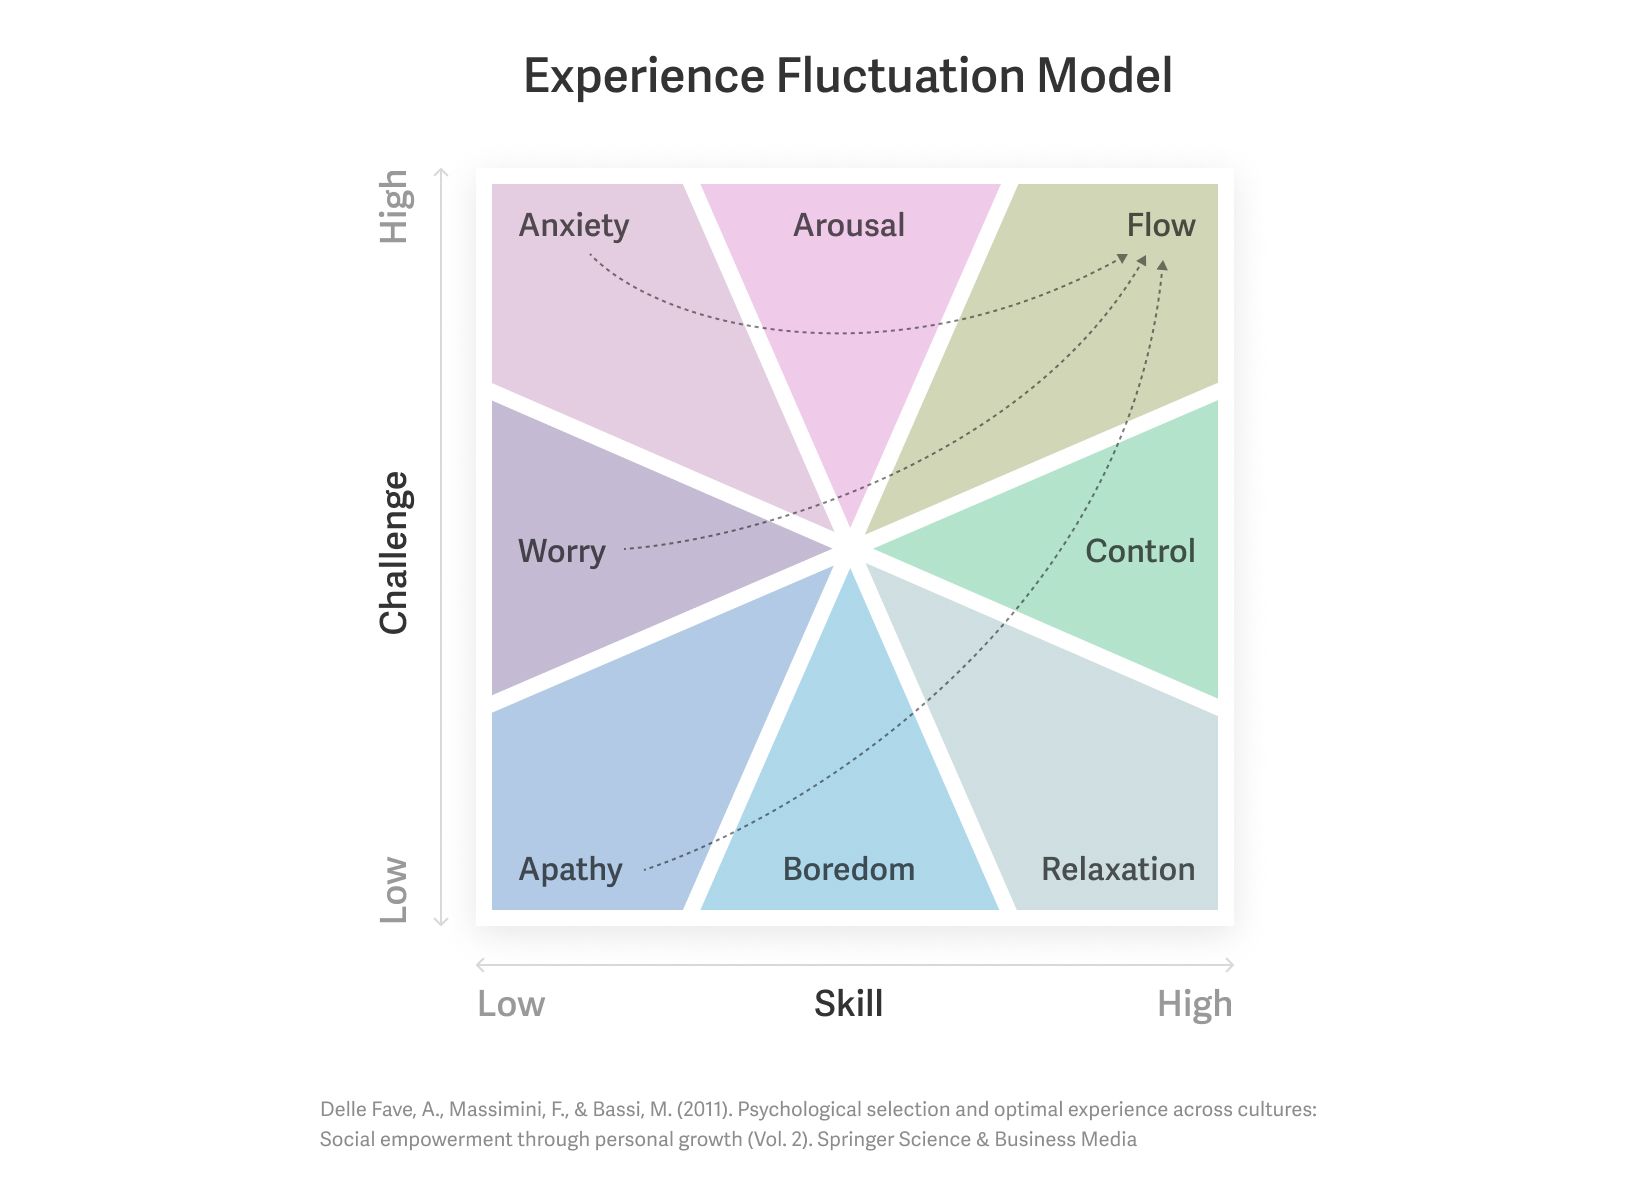 Experience Fluctuation Model
High
Anxiety
Arousal
Flow
Challenge
Worry
Control
Low
Apathy
Boredom
Relaxation
Low
Skill
High
Delle Fave, A., Massimini, F., & Bassi, M. (2011). Psychological selection and optimal experience across cultures:
Social empowerment through personal growth (Vol. 2). Springer Science & Business Media